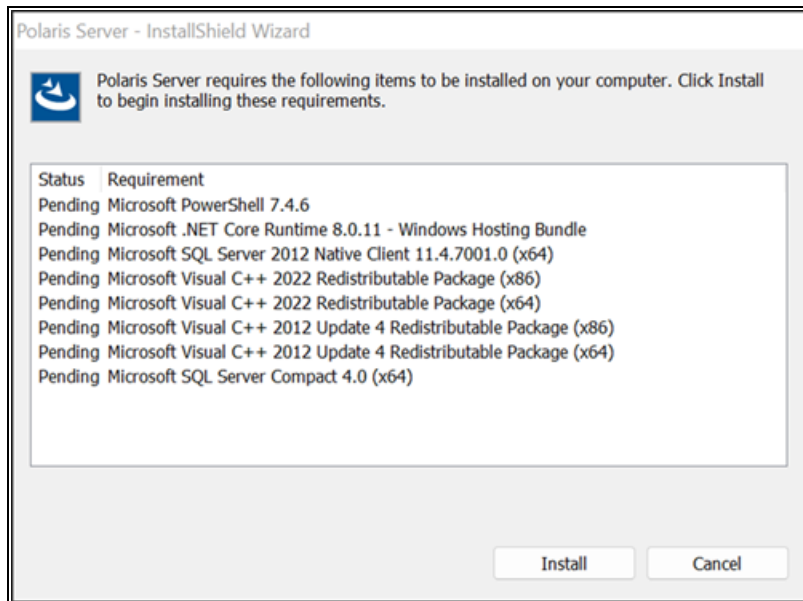 Polaris Server - InstallShield Wizard
Polaris Server requires the following items to be installed on your computer. Click Install
to begin installing these requirements.
Status Requirement
Pending Microsoft PowerShell 7.4.6
Pending Microsoft .NET Core Runtime 8.0.11 - Windows Hosting Bundle
Pending Microsoft SQL Server 2012 Native Client 11.4.7001.0 (x64)
Pending Microsoft Visual C++ 2022 Redistributable Package (x86)
Pending Microsoft Visual C++ 2022 Redistributable Package (x64)
Pending Microsoft Visual C++ 2012 Update 4 Redistributable Package (x86)
Pending Microsoft Visual C++ 2012 Update 4 Redistributable Package (x64)
Pending Microsoft SQL Server Compact 4.0 (x64)
Install Cancel